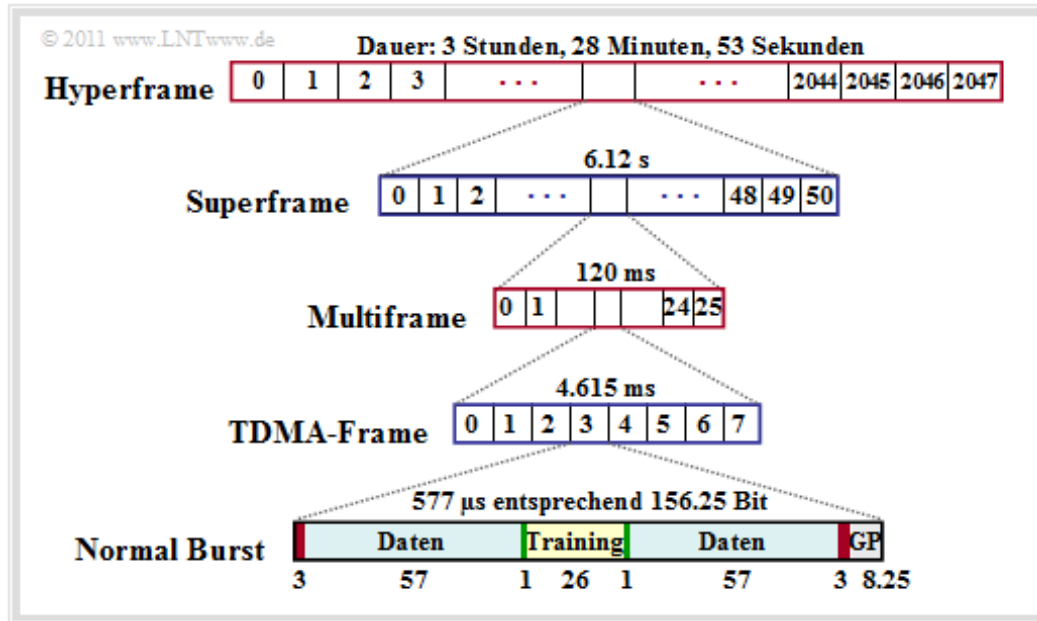 © 2011 www.LNTwww.de
Dauer: 3 Stunden, 28 Minuten, 53 Sekunden
Hyperframe 0 1 2 3 · · · · · · 2044 2045 2046 2047
6.12 s
Superframe 0 1 2 · · · · · · 48 49 50
120 ms
Multiframe 0 1 24 25
4.615 ms
TDMA-Frame 0 1 2 3 4 5 6 7
577 µs entsprechend 156.25 Bit
Normal Burst Daten Training Daten GP
3 57 1 26 1 57 3 8.25